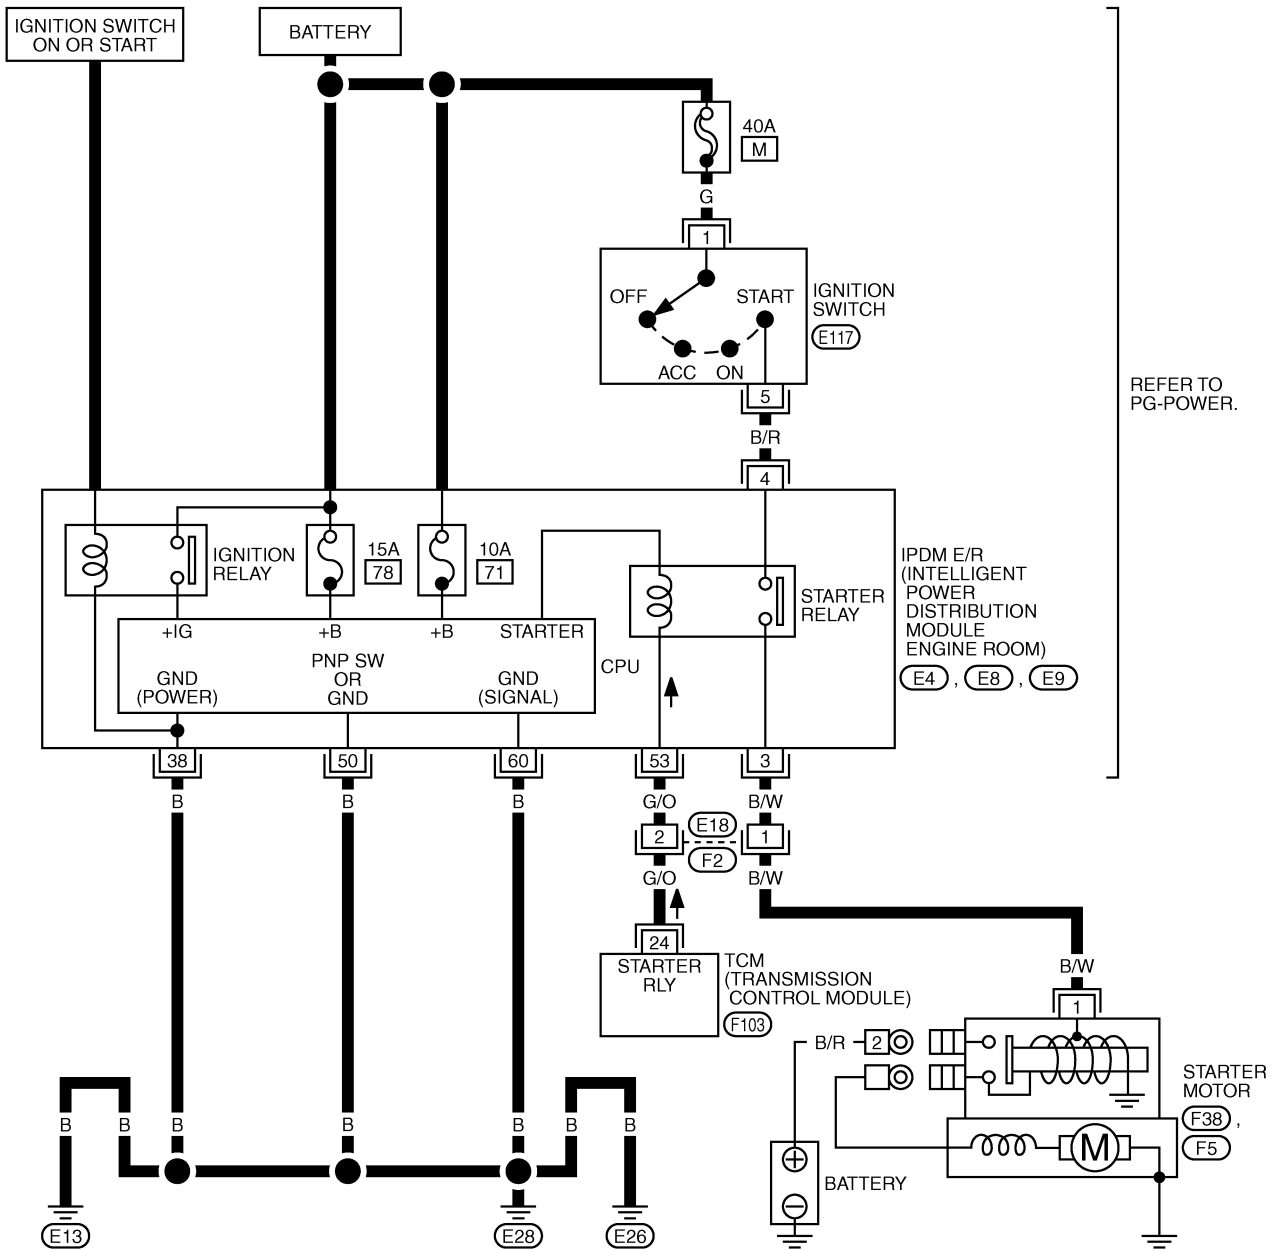 IGNITION SWITCH
ON OR START
BATTERY
40A
M
G
1
OFF
START
ACC
ON
IGNITION
SWITCH
E117
5
B/R
4
REFER TO
PG-POWER.
IGNITION
RELAY
15A
78
10A
71
STARTER
RELAY
IPDM E/R
(INTELLIGENT
POWER
DISTRIBUTION
MODULE
ENGINE ROOM)
E4 , E8 , E9
+IG
+B
+B
STARTER
CPU
PNP SW
OR
GND
GND
(POWER)
GND
(SIGNAL)
38
50
60
53
3
B
B
B
G/O
B/W
2
E18
F2
1
G/O
B/W
24
STARTER
RLY
TCM
(TRANSMISSION
CONTROL MODULE)
F103
B/W
1
B/R
2
STARTER
MOTOR
F38 ,
F5
M
B
B
B
B
B
B
B
BATTERY
E13
E28
E26